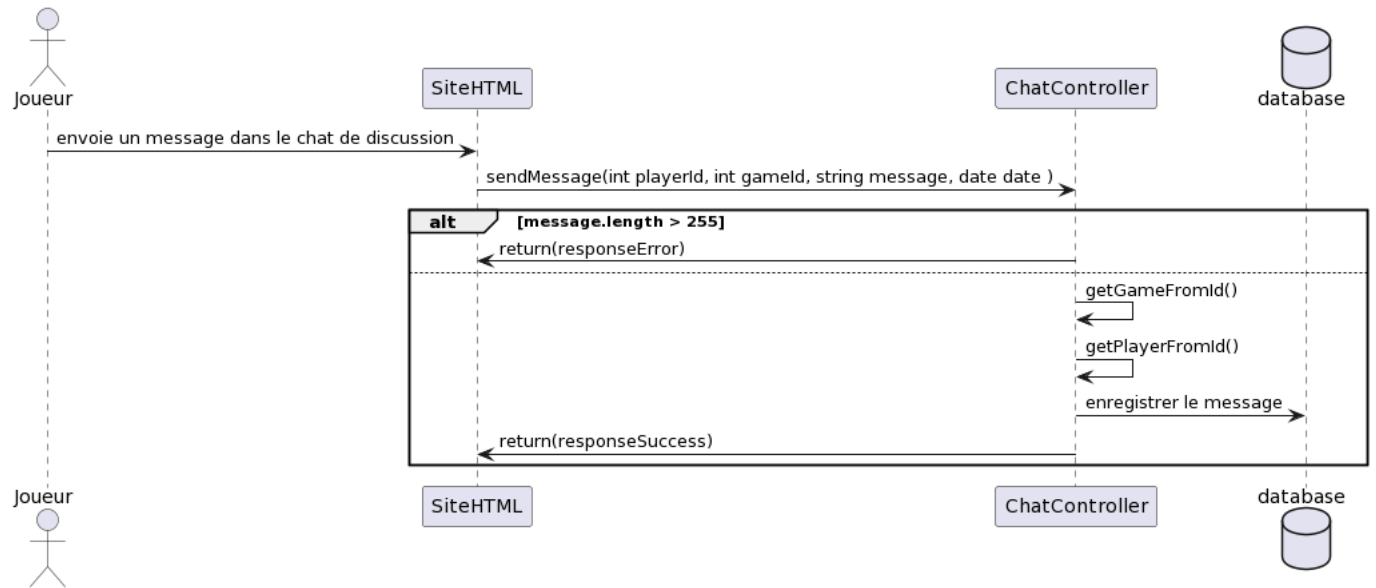 Joueur
SiteHTML
ChatController
database
envoie un message dans le chat de discussion
sendMessage(int playerId, int gameId, string message, date date )
alt [message.length > 255]
return(responseError)
getGameFromId()
getPlayerFromId()
enregistrer le message
return(responseSuccess)
Joueur
SiteHTML
ChatController
database